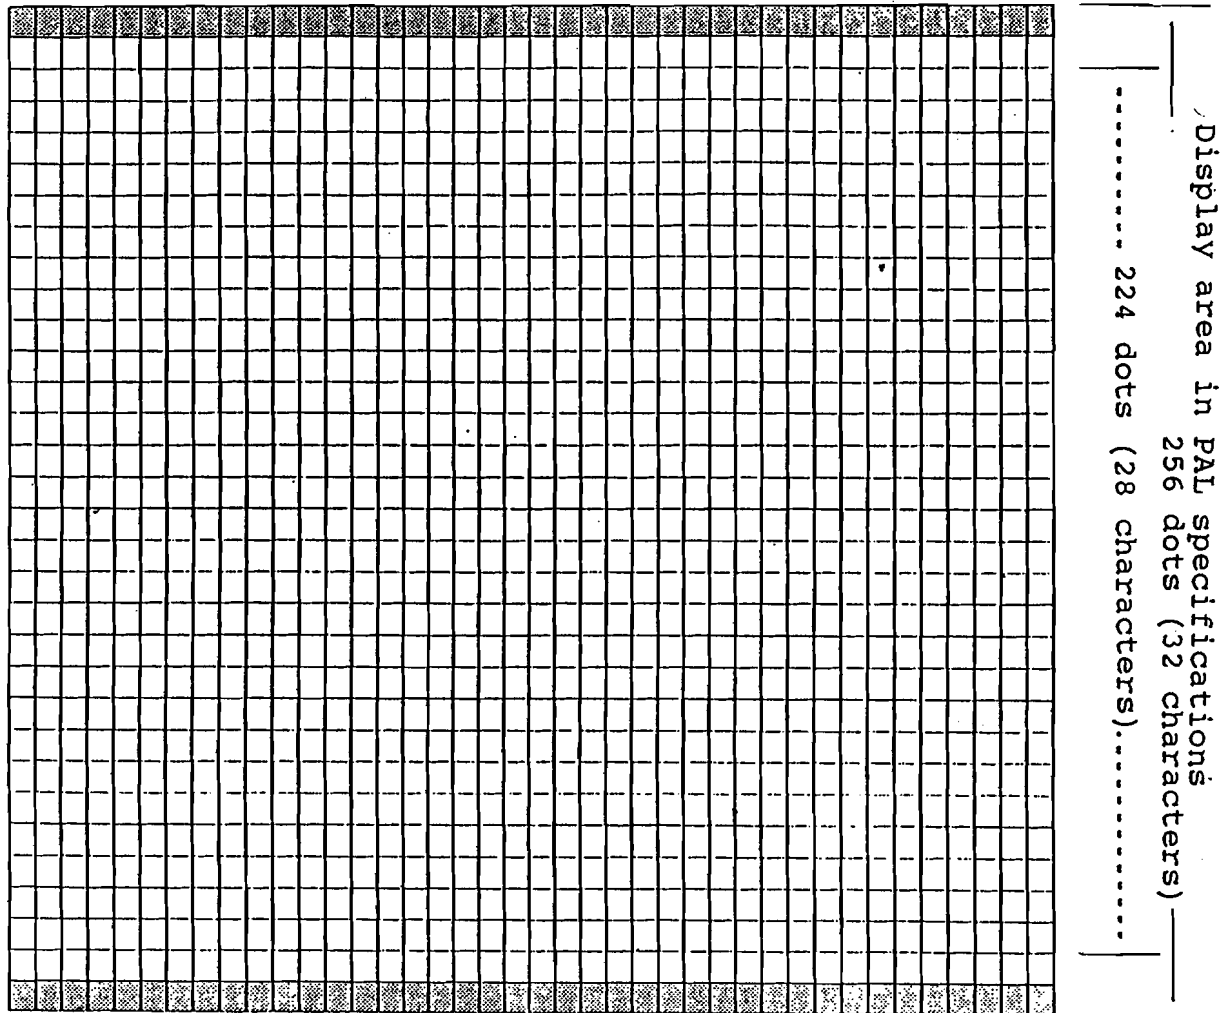 Display area in PAL specifications
256 dots (32 characters)
224 dots (28 characters)